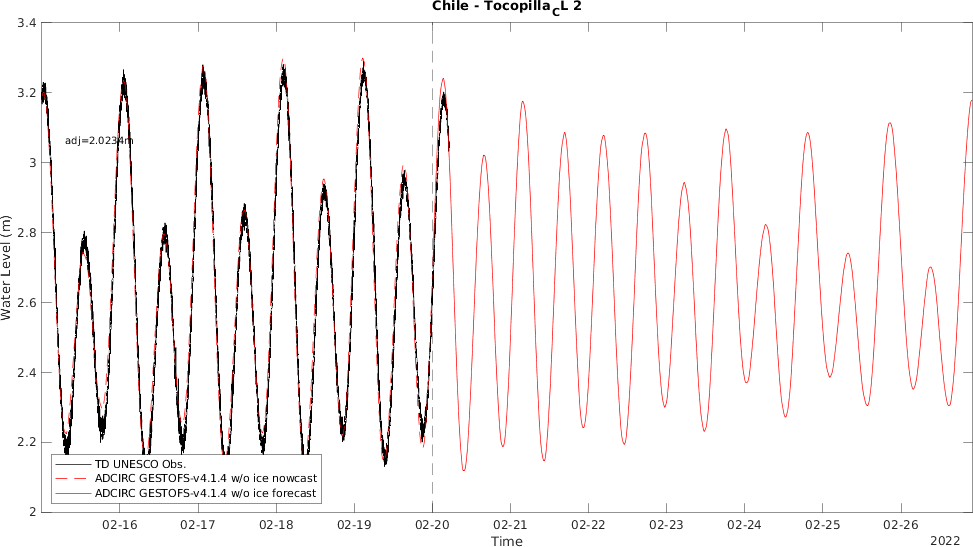 Chile - Tocopilla_CL 2
3.4
3.2
3
2.8
2.6
2.4
2.2
2
Water Level (m)
adj=2.0234m
TD UNESCO Obs.
ADCIRC GESTOFS-v4.1.4 w/o ice nowcast
ADCIRC GESTOFS-v4.1.4 w/o ice forecast
02-16 02-17 02-18 02-19 02-20 02-21 02-22 02-23 02-24 02-25 02-26
Time
2022